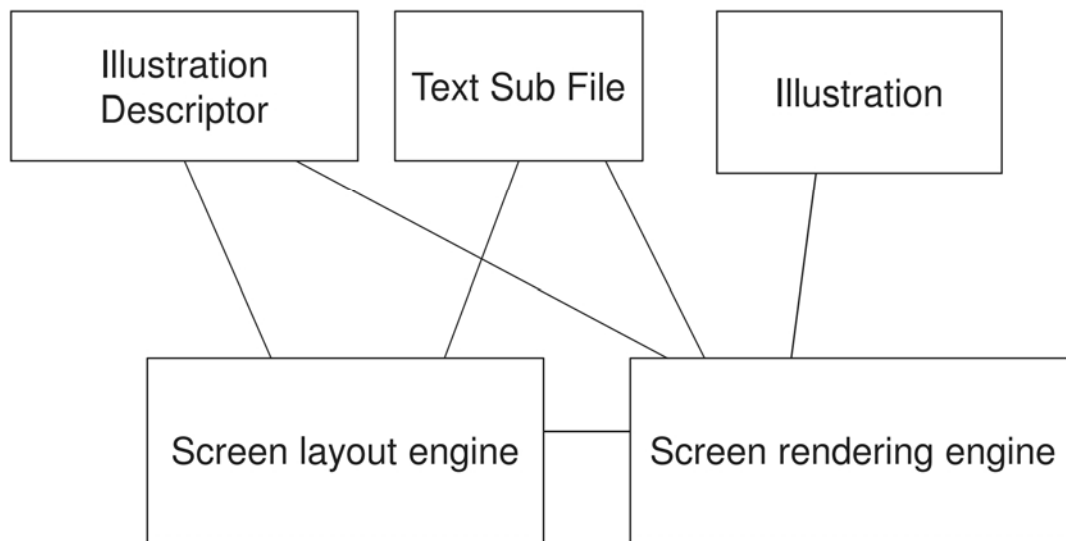 Illustration
Descriptor
Text Sub File
Illustration
Screen layout engine
Screen rendering engine